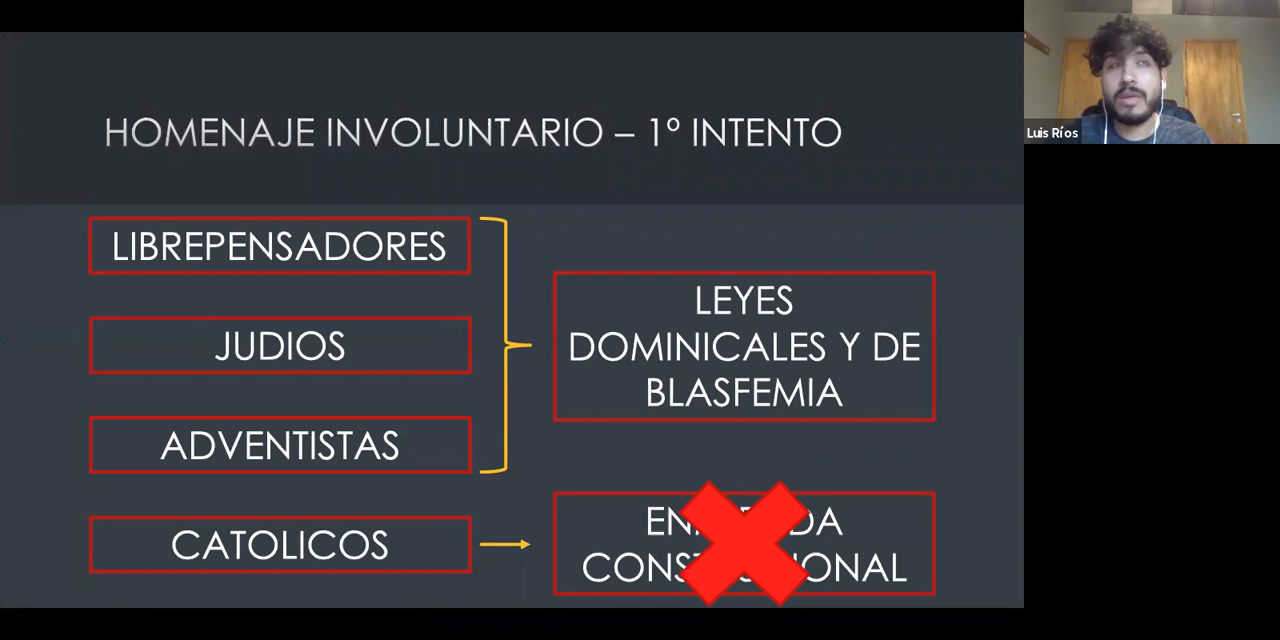 HOMENAJE INVOLUNTARIO – 1º INTENTO
LIBREPENSADORES
JUDIOS
ADVENTISTAS
CATOLICOS
LEYES
DOMINICALES Y DE
BLASFEMIA
Luis Ríos